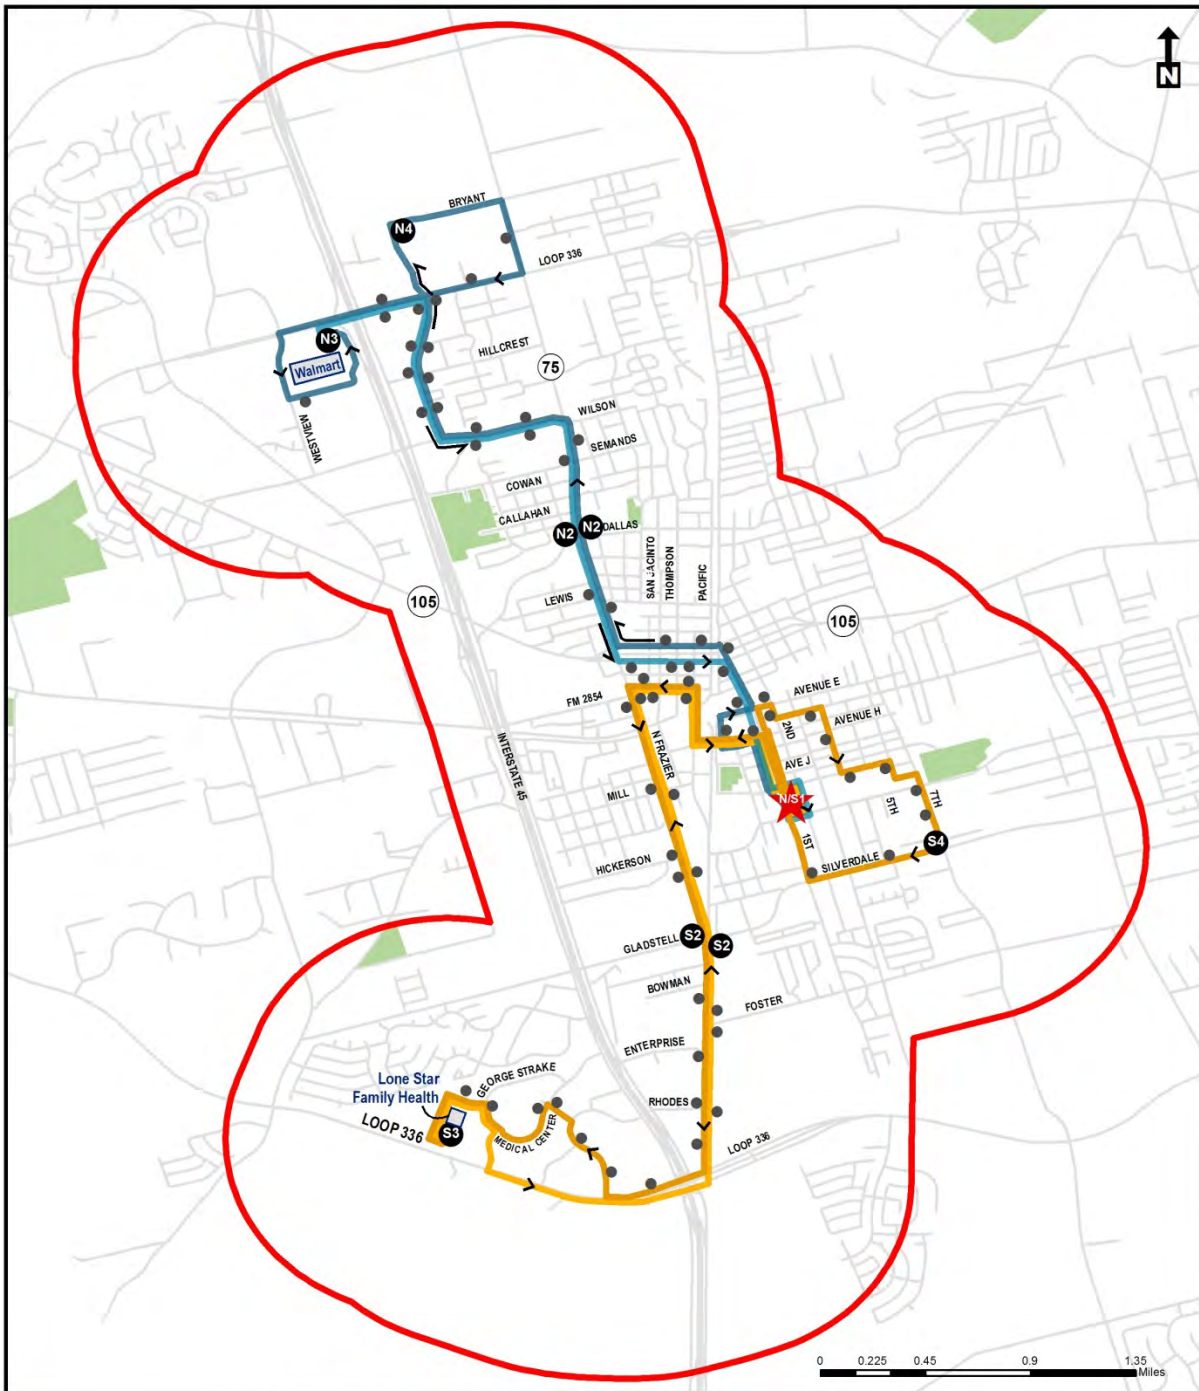 N
BRYANT
N4
LOOP 336
N3
Walmart
HILLCREST
75
WESTVIEW
WILSON
SEMANDS
COWAN
CALLAHAN
N2
N2
DALLAS
SAN JACINTO
THOMPSON
PACIFIC
LEWIS
105
105
FM 2854
AVENUE E
AVENUE H
2ND
N FRAZIER
INTERSTATE 45
AVE J
MILL
N/S1
5TH
7TH
1ST
S4
SILVERDALE
HICKERSON
GLADSTELL
S2
S2
BOWMAN
FOSTER
ENTERPRISE
GEORGE STRAKE
Lone Star
Family Health
RHODES
LOOP 336
S3
MEDICAL CENTER
LOOP 336
0 0.225 0.45 0.9 1.35
Miles